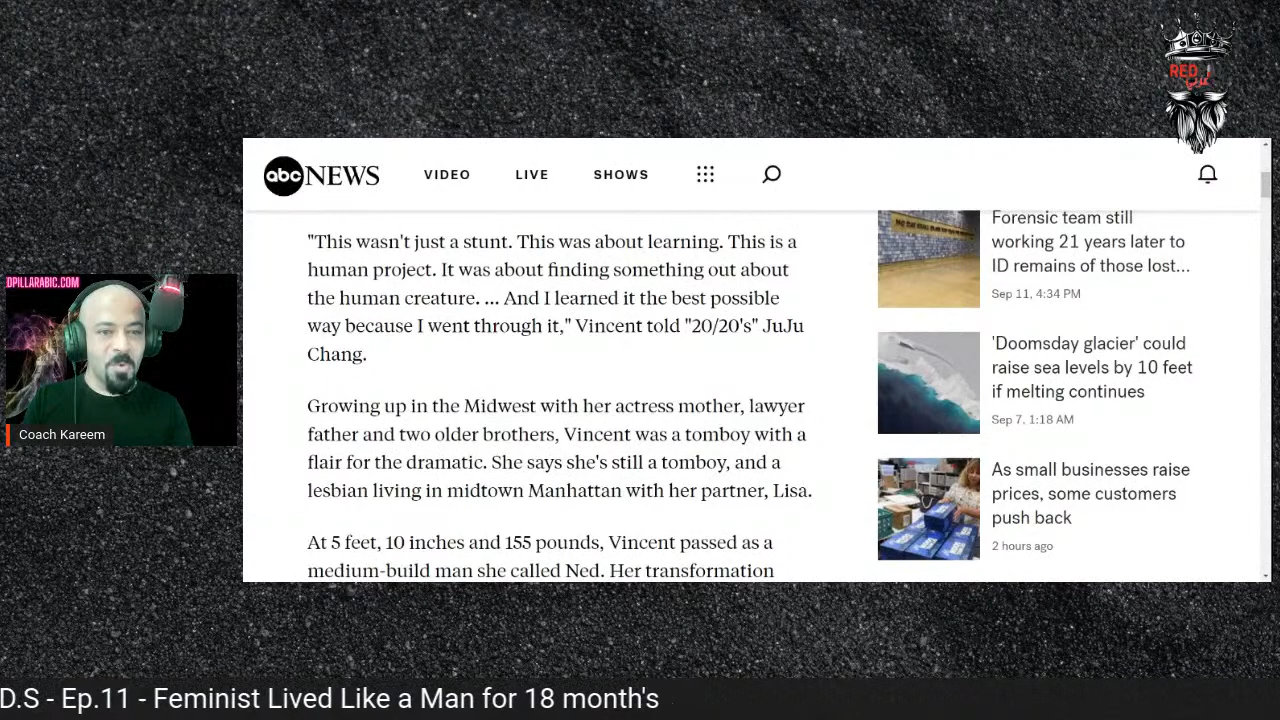 RED
abc NEWS
VIDEO
LIVE
SHOWS
"This wasn't just a stunt. This was about learning. This is a
human project. It was about finding something out about
the human creature. ... And I learned it the best possible
way because I went through it," Vincent told "20/20's" JuJu
Chang.
Growing up in the Midwest with her actress mother, lawyer
father and two older brothers, Vincent was a tomboy with a
flair for the dramatic. She says she's still a tomboy, and a
lesbian living in midtown Manhattan with her partner, Lisa.
At 5 feet, 10 inches and 155 pounds, Vincent passed as a
medium-build man she called Ned. Her transformation
Forensic team still
working 21 years later to
ID remains of those lost...
Sep 11, 4:34 PM
'Doomsday glacier' could
raise sea levels by 10 feet
if melting continues
Sep 7, 1:18 AM
As small businesses raise
prices, some customers
push back
2 hours ago
DPILLARABIC.COM
Coach Kareem
D.S - Ep.11 - Feminist Lived Like a Man for 18 month's